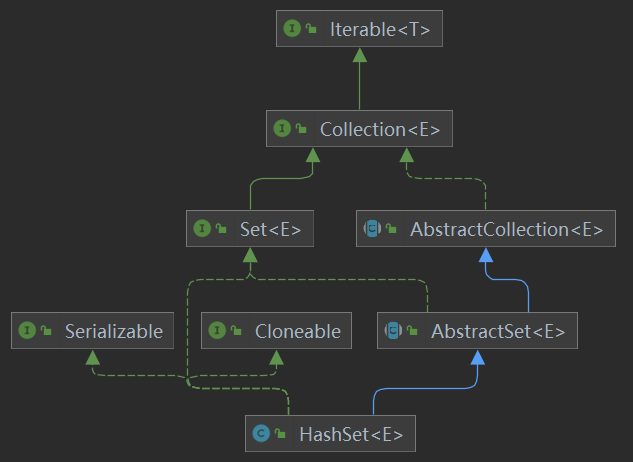 Iterable<T>
Collection<E>
Set<E>
AbstractCollection<E>
Serializable
Cloneable
AbstractSet<E>
HashSet<E>